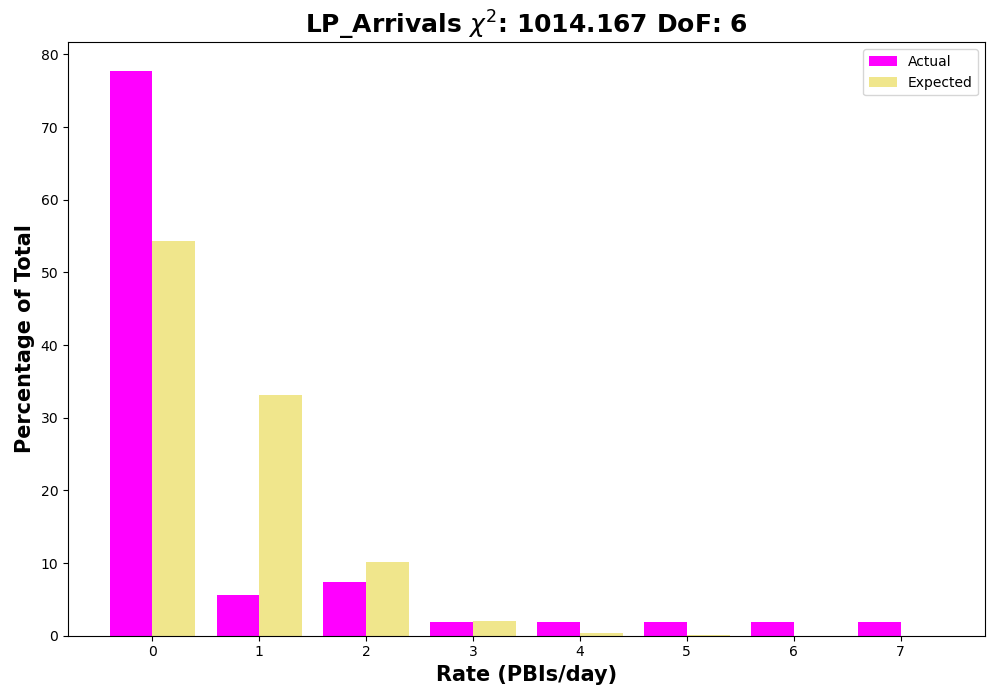 LP_Arrivals χ²: 1014.167 DoF: 6
Actual
Expected
Percentage of Total
80
70
60
50
40
30
20
10
0
0 1 2 3 4 5 6 7
Rate (PBIs/day)